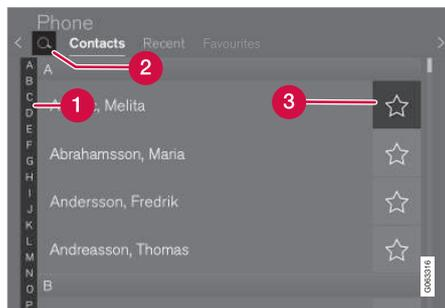 Phone
Contacts Recent Favourites
2
A
B
C
D
E
F
G
H
I
J
K
L
M
N
O
P
A
1
, Melita
3
Abrahamsson, Maria
Andersson, Fredrik
Andreasson, Thomas
B
G063316